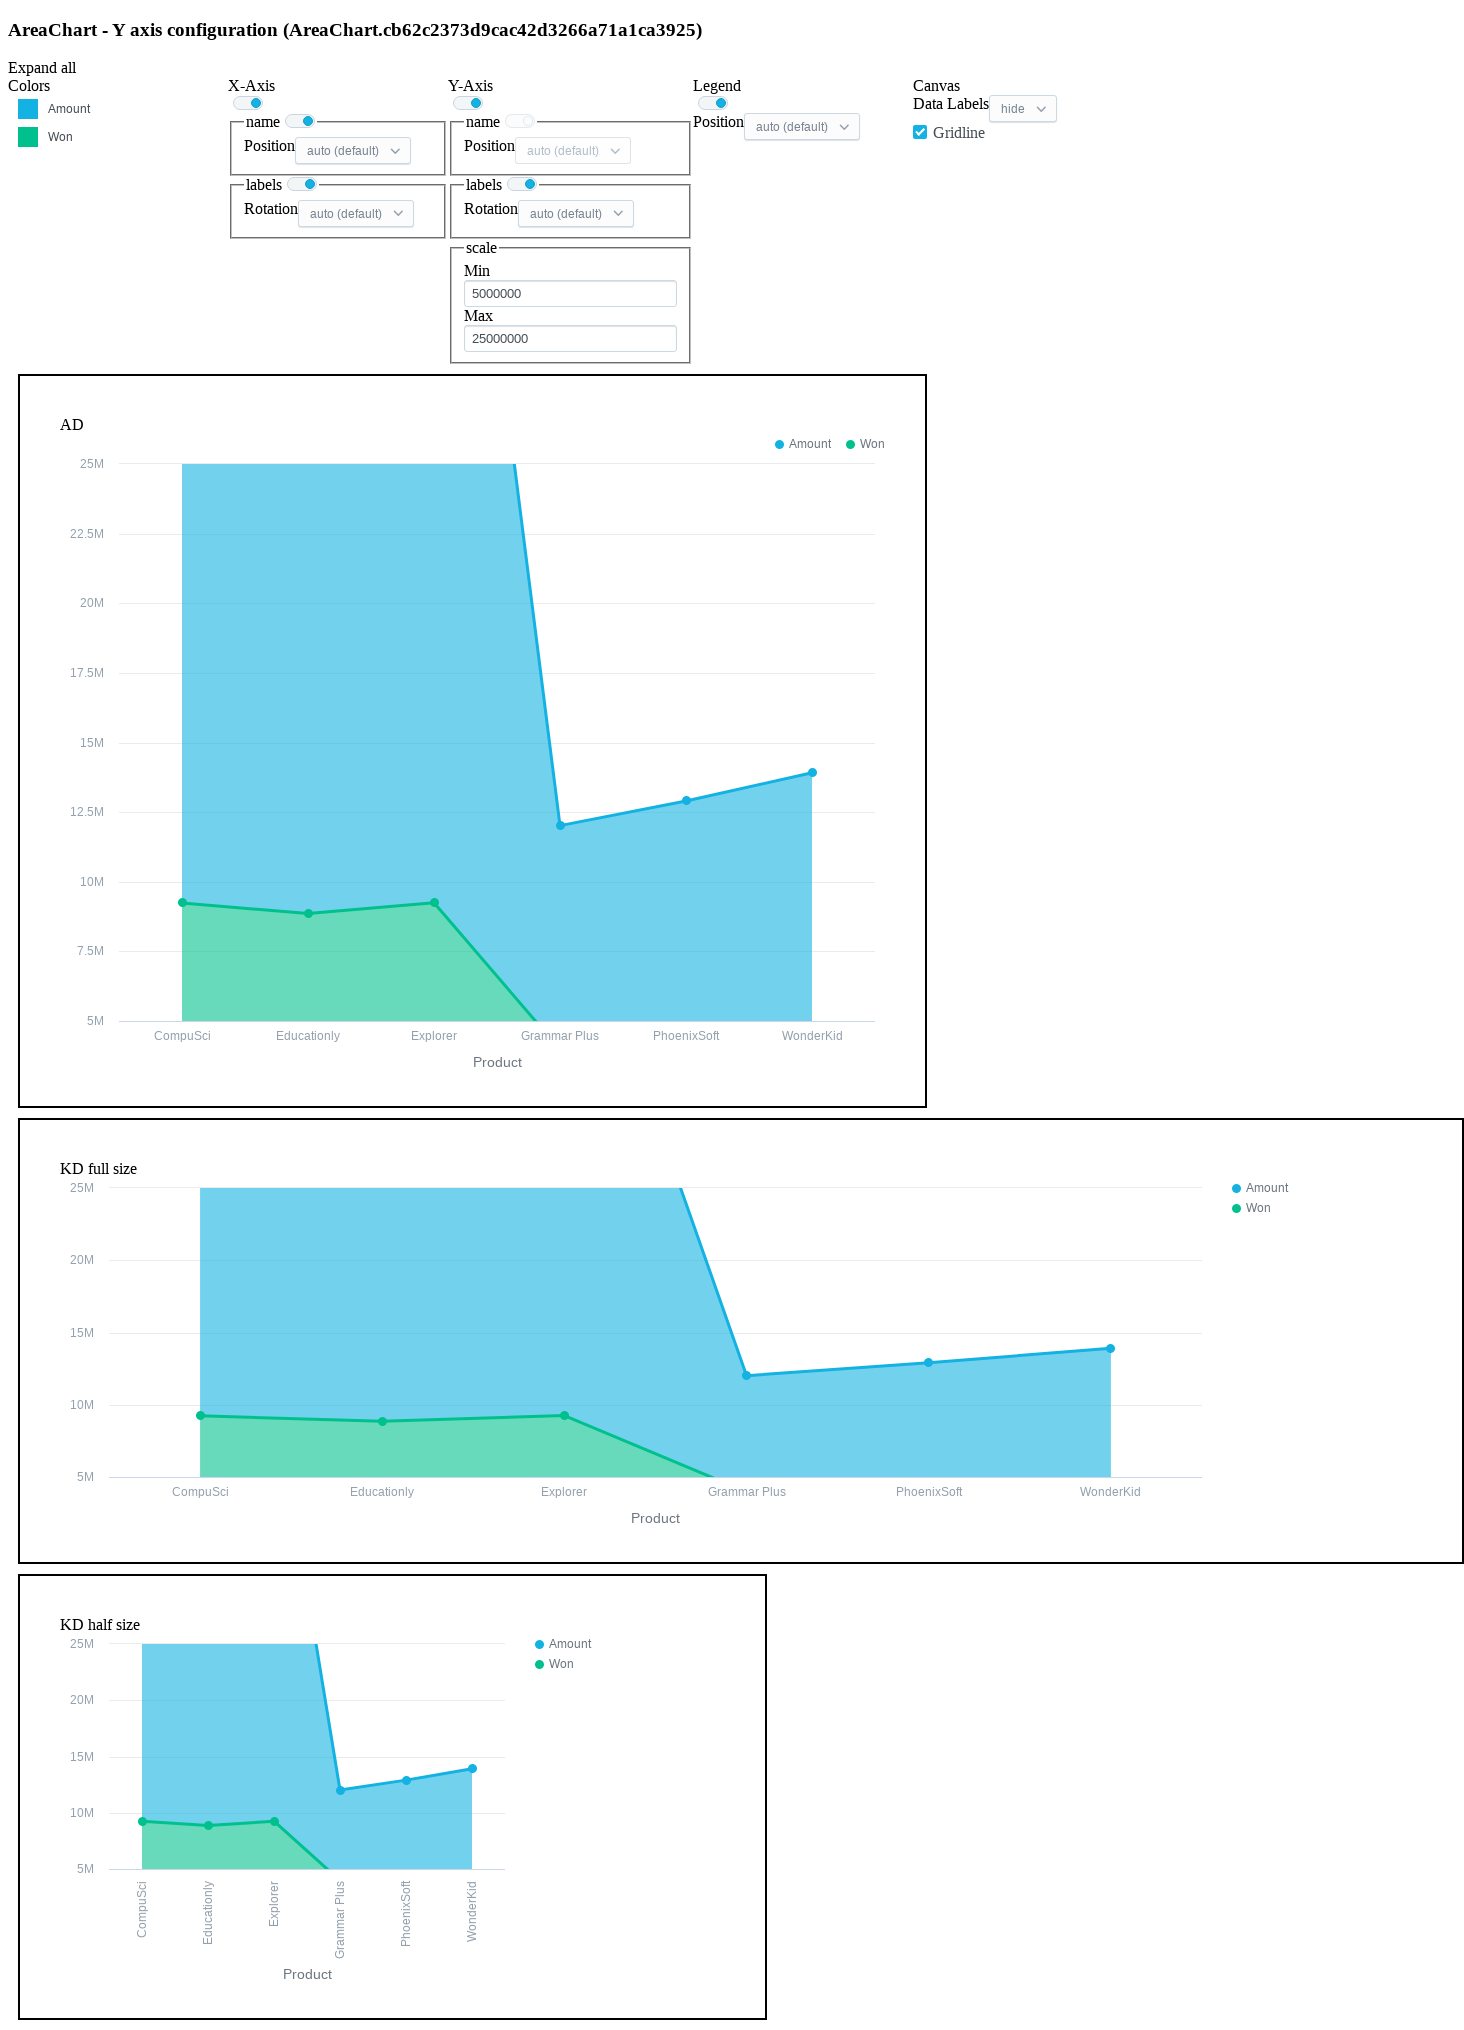 AreaChart - Y axis configuration (AreaChart.cb62c2373d9cac42d3266a71a1ca3925)
Expand all
Colors
Amount
Won
X-Axis
name
Position auto (default)
labels
Rotation auto (default)
Y-Axis
name
Position auto (default)
labels
Rotation auto (default)
scale
Min
5000000
Max
25000000
Legend
Position auto (default)
Canvas
Data Labels hide
Gridline
AD
Amount Won
25M
22.5M
20M
17.5M
15M
12.5M
10M
7.5M
5M
CompuSci Educationly Explorer Grammar Plus PhoenixSoft WonderKid
Product
KD full size
Amount
Won
25M
20M
15M
10M
5M
CompuSci Educationly Explorer Grammar Plus PhoenixSoft WonderKid
Product
KD half size
Amount
Won
25M
20M
15M
10M
5M
CompuSci
Educationly
Explorer
Grammar Plus
PhoenixSoft
WonderKid
Product